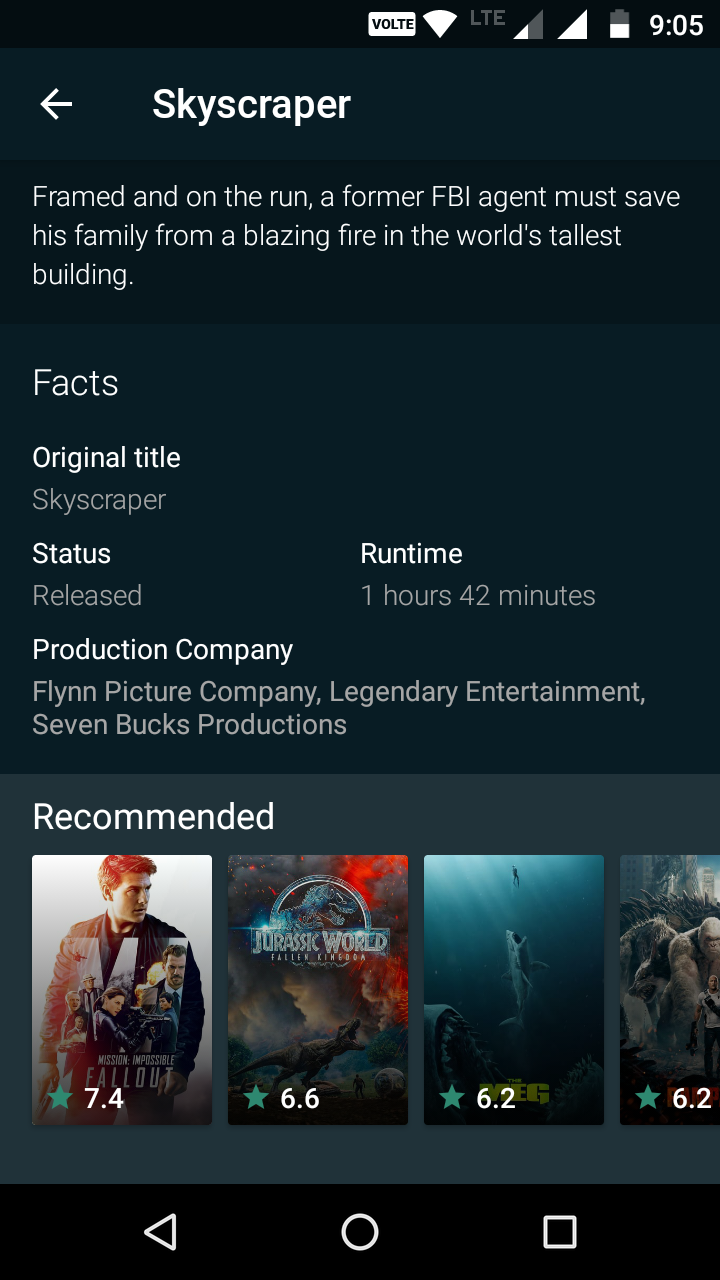 VOLTE LTE 9:05
Skyscraper
Framed and on the run, a former FBI agent must save
his family from a blazing fire in the world's tallest
building.
Facts
Original title
Skyscraper
Status Runtime
Released 1 hours 42 minutes
Production Company
Flynn Picture Company, Legendary Entertainment,
Seven Bucks Productions
Recommended
JURASSIC WORLD
FALLEN KINGDOM
MISSION: IMPOSSIBLE
FALLOUT
THE
MEG
7.4 6.6 6.2 6.2